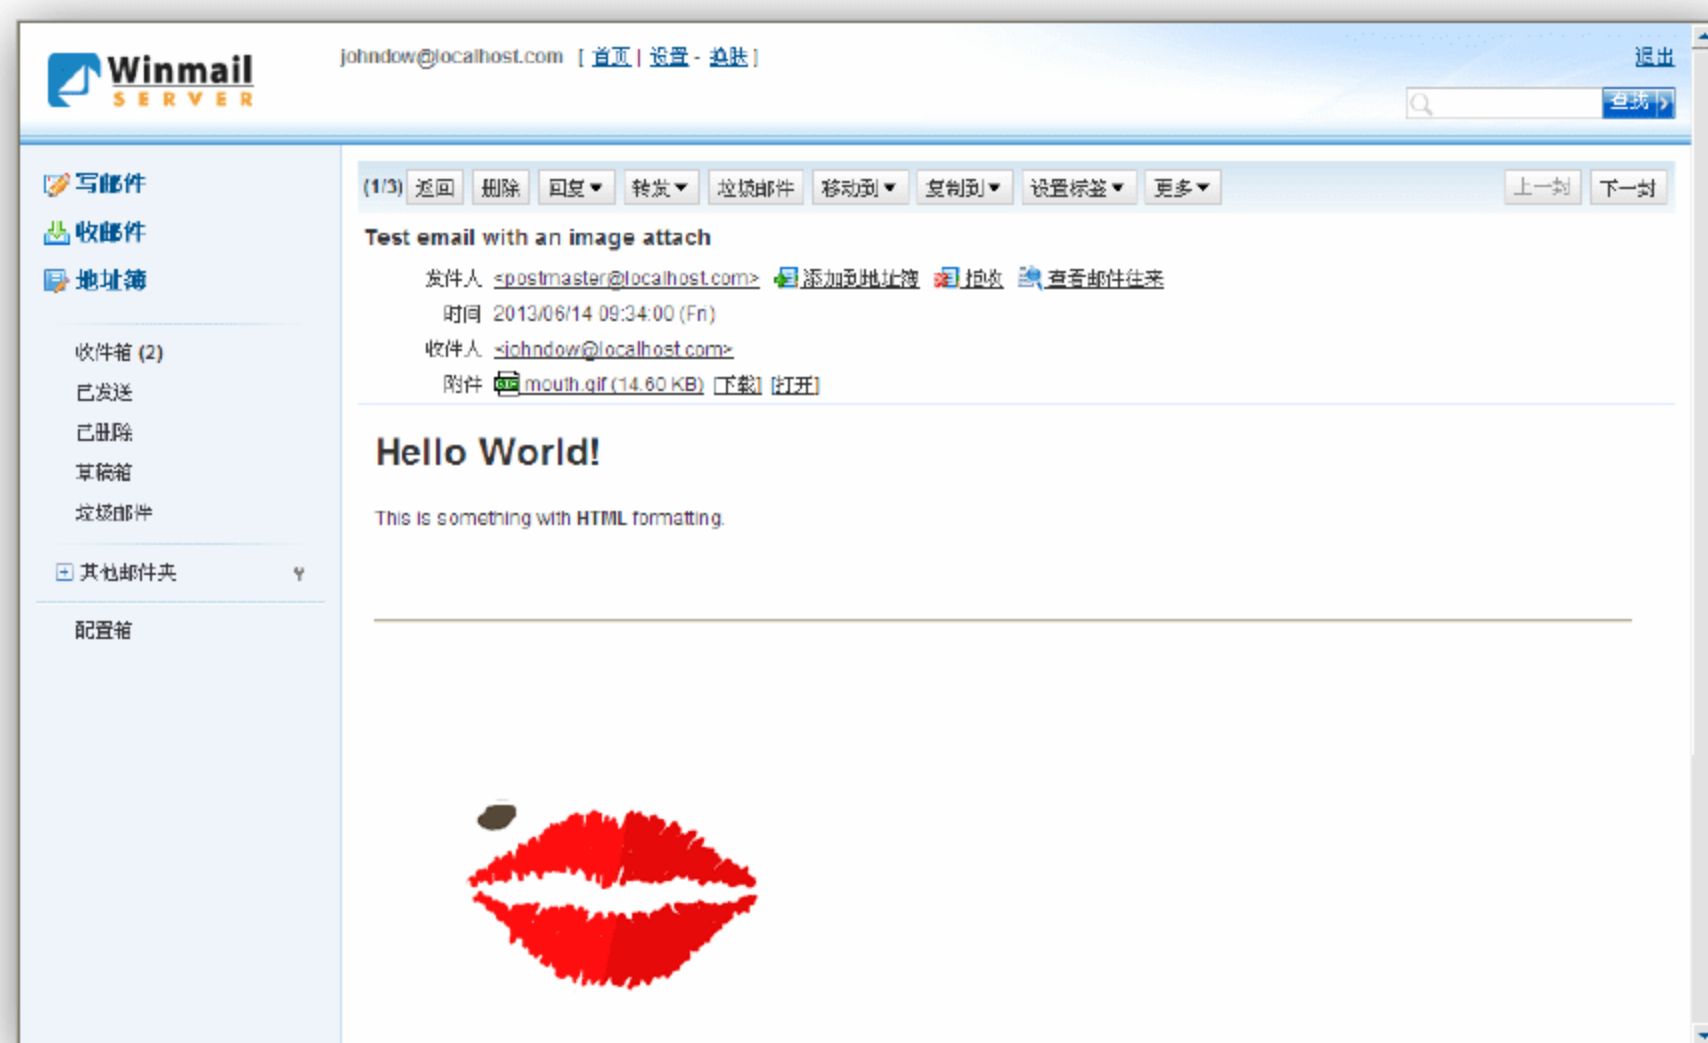 Winmail
SERVER
johndow@localhost.com [ 首页 | 设置 - 换肤 ]
退出
查找
写邮件
收邮件
地址簿
收件箱 (2)
已发送
已删除
草稿箱
垃圾邮件
其他邮件夹
配置箱
(1/3) 返回 删除 回复 转发 垃圾邮件 移动到 复制到 设置标签 更多 上一封 下一封
Test email with an image attach
发件人 <postmaster@localhost.com> 添加到地址簿 拒收 查看邮件往来
时间 2013/06/14 09:34:00 (Fri)
收件人 <johndow@localhost.com>
附件 mouth.gif (14.60 KB) [下载] [打开]
Hello World!
This is something with HTML formatting.